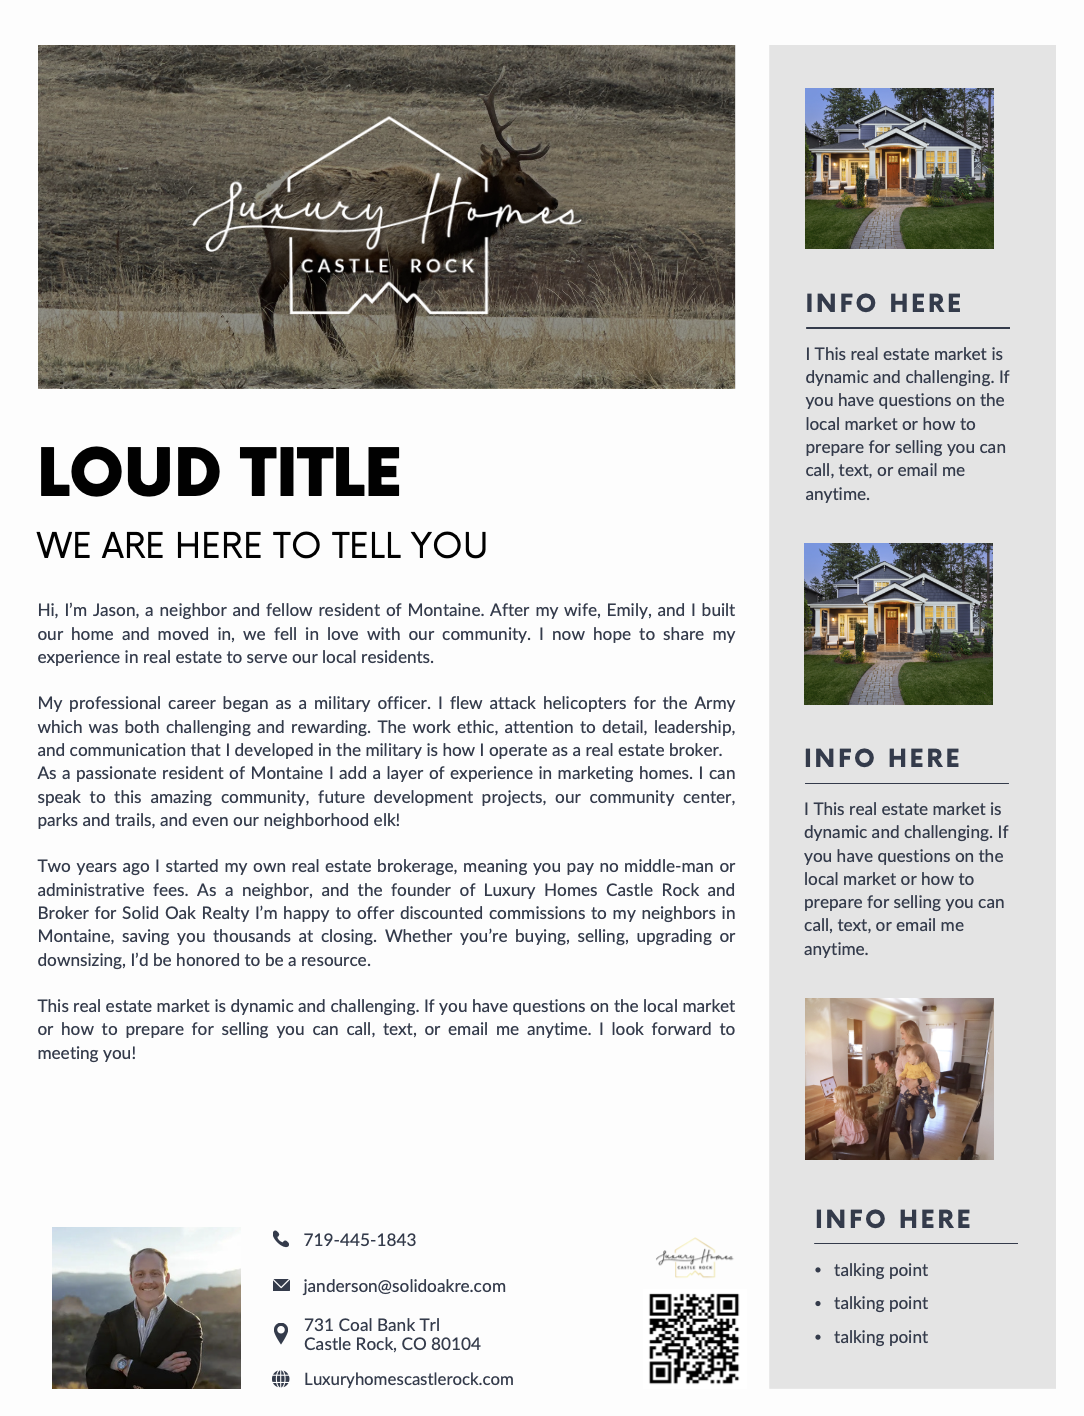 Luxury Homes
CASTLE ROCK
LOUD TITLE
WE ARE HERE TO TELL YOU
Hi, I’m Jason, a neighbor and fellow resident of Montaine. After my wife, Emily, and I built
our home and moved in, we fell in love with our community. I now hope to share my
experience in real estate to serve our local residents.
My professional career began as a military officer. I flew attack helicopters for the Army
which was both challenging and rewarding. The work ethic, attention to detail, leadership,
and communication that I developed in the military is how I operate as a real estate broker.
As a passionate resident of Montaine I add a layer of experience in marketing homes. I can
speak to this amazing community, future development projects, our community center,
parks and trails, and even our neighborhood elk!
Two years ago I started my own real estate brokerage, meaning you pay no middle-man or
administrative fees. As a neighbor, and the founder of Luxury Homes Castle Rock and
Broker for Solid Oak Realty I’m happy to offer discounted commissions to my neighbors in
Montaine, saving you thousands at closing. Whether you’re buying, selling, upgrading or
downsizing, I’d be honored to be a resource.
This real estate market is dynamic and challenging. If you have questions on the local market
or how to prepare for selling you can call, text, or email me anytime. I look forward to
meeting you!
719-445-1843
janderson@solidoakre.com
731 Coal Bank Trl
Castle Rock, CO 80104
Luxuryhomescastlerock.com
Luxury Homes
CASTLE ROCK
INFO HERE
I This real estate market is
dynamic and challenging. If
you have questions on the
local market or how to
prepare for selling you can
call, text, or email me
anytime.
INFO HERE
I This real estate market is
dynamic and challenging. If
you have questions on the
local market or how to
prepare for selling you can
call, text, or email me
anytime.
INFO HERE
• talking point
• talking point
• talking point